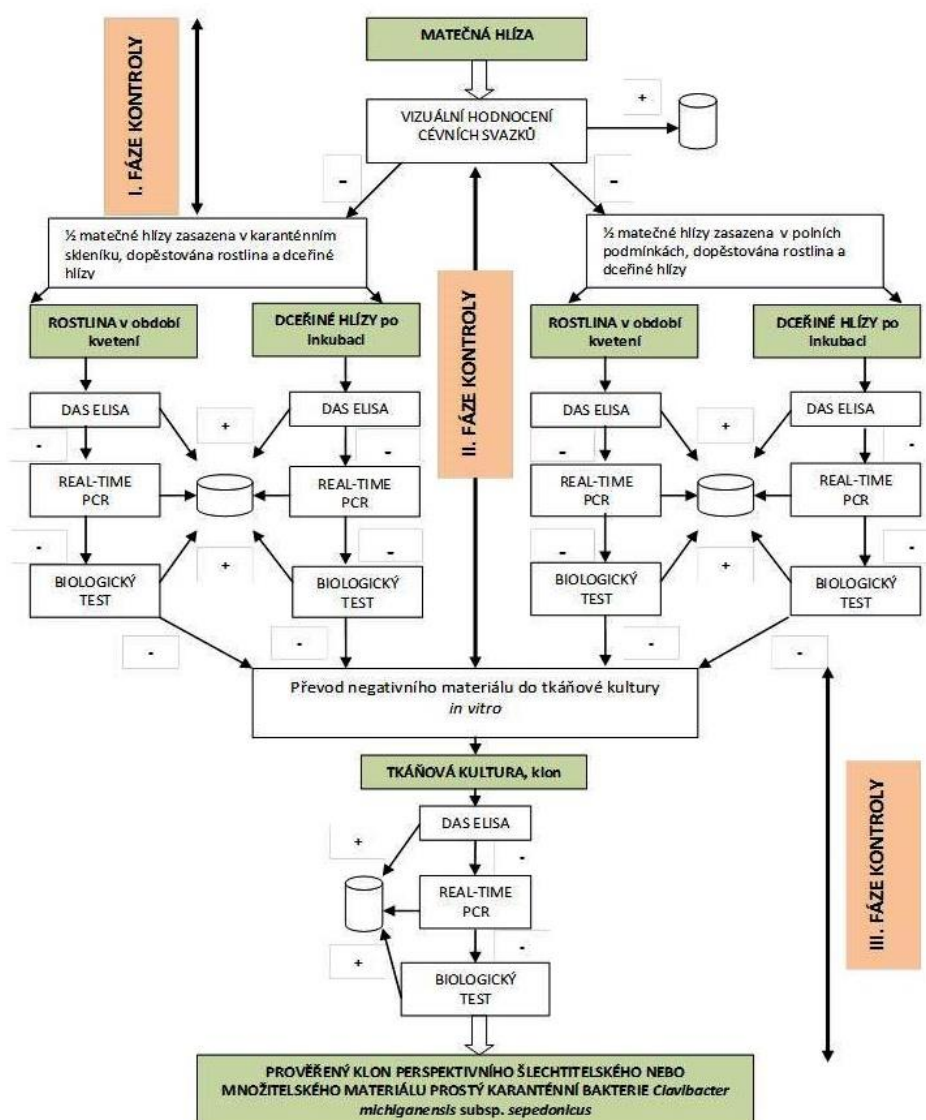 MATEČNÁ HLÍZA
I. FÁZE KONTROLY
VIZUÁLNÍ HODNOCENÍ
CÉVNÍCH SVAZKŮ
+
-
-
½ matečné hlízy zasazena v karanténním
skleníku, dopěstována rostlina a dceřiné
hlízy
½ matečné hlízy zasazena v polních
podmínkách, dopěstována rostlina a
dceřiné hlízy
II. FÁZE KONTROLY
ROSTLINA v období
kvetení
DCEŘINÉ HLÍZY po
inkubaci
ROSTLINA v období
kvetení
DCEŘINÉ HLÍZY po
inkubaci
DAS ELISA
+
DAS ELISA
DAS ELISA
+
DAS ELISA
-
-
-
-
REAL-TIME
PCR
REAL-TIME
PCR
REAL-TIME
PCR
REAL-TIME
PCR
-
+
-
-
+
-
BIOLOGICKÝ
TEST
BIOLOGICKÝ
TEST
BIOLOGICKÝ
TEST
BIOLOGICKÝ
TEST
-
-
-
-
Převod negativního materiálu do tkáňové kultury
in vitro
TKÁŇOVÁ KULTURA, klon
III. FÁZE KONTROLY
DAS ELISA
+
-
REAL-TIME
PCR
+
-
BIOLOGICKÝ
TEST
PROVĚŘENÝ KLON PERSPEKTIVNÍHO ŠLECHTITELSKÉHO NEBO
MNOŽITELSKÉHO MATERIÁLU PROSTÝ KARANTÉNNÍ BAKTERIE Clavibacter
michiganensis subsp. sepedonicus